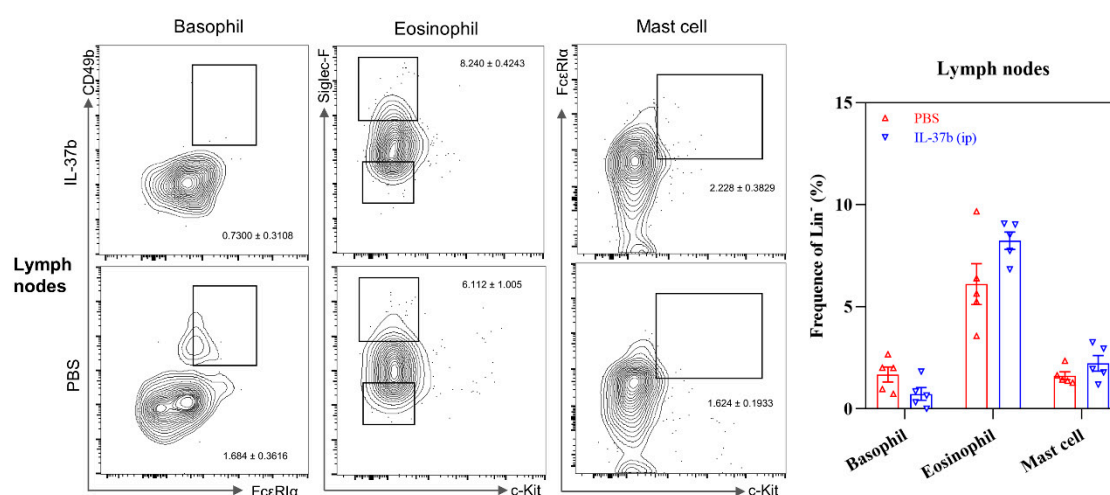 Basophil
Eosinophil
Mast cell
CD49b
Siglec-F
FcεRIα
8.240 ± 0.4243
2.228 ± 0.3829
0.7300 ± 0.3108
IL-37b
Lymph
nodes
PBS
6.112 ± 1.005
1.624 ± 0.1933
1.684 ± 0.3616
FcεRIα
c-Kit
c-Kit
Lymph nodes
PBS
IL-37b (ip)
Frequence of Lin⁻ (%)
15
10
5
0
Basophil
Eosinophil
Mast cell